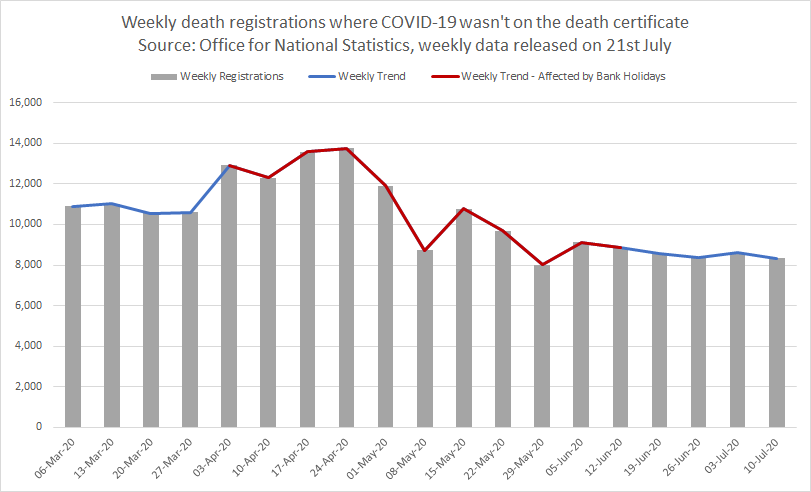 Weekly death registrations where COVID-19 wasn't on the death certificate
Source: Office for National Statistics, weekly data released on 21st July
Weekly Registrations
Weekly Trend
Weekly Trend - Affected by Bank Holidays
16,000
14,000
12,000
10,000
8,000
6,000
4,000
2,000
0
06-Mar-20
13-Mar-20
20-Mar-20
27-Mar-20
03-Apr-20
10-Apr-20
17-Apr-20
24-Apr-20
01-May-20
08-May-20
15-May-20
22-May-20
29-May-20
05-Jun-20
12-Jun-20
19-Jun-20
26-Jun-20
03-Jul-20
10-Jul-20